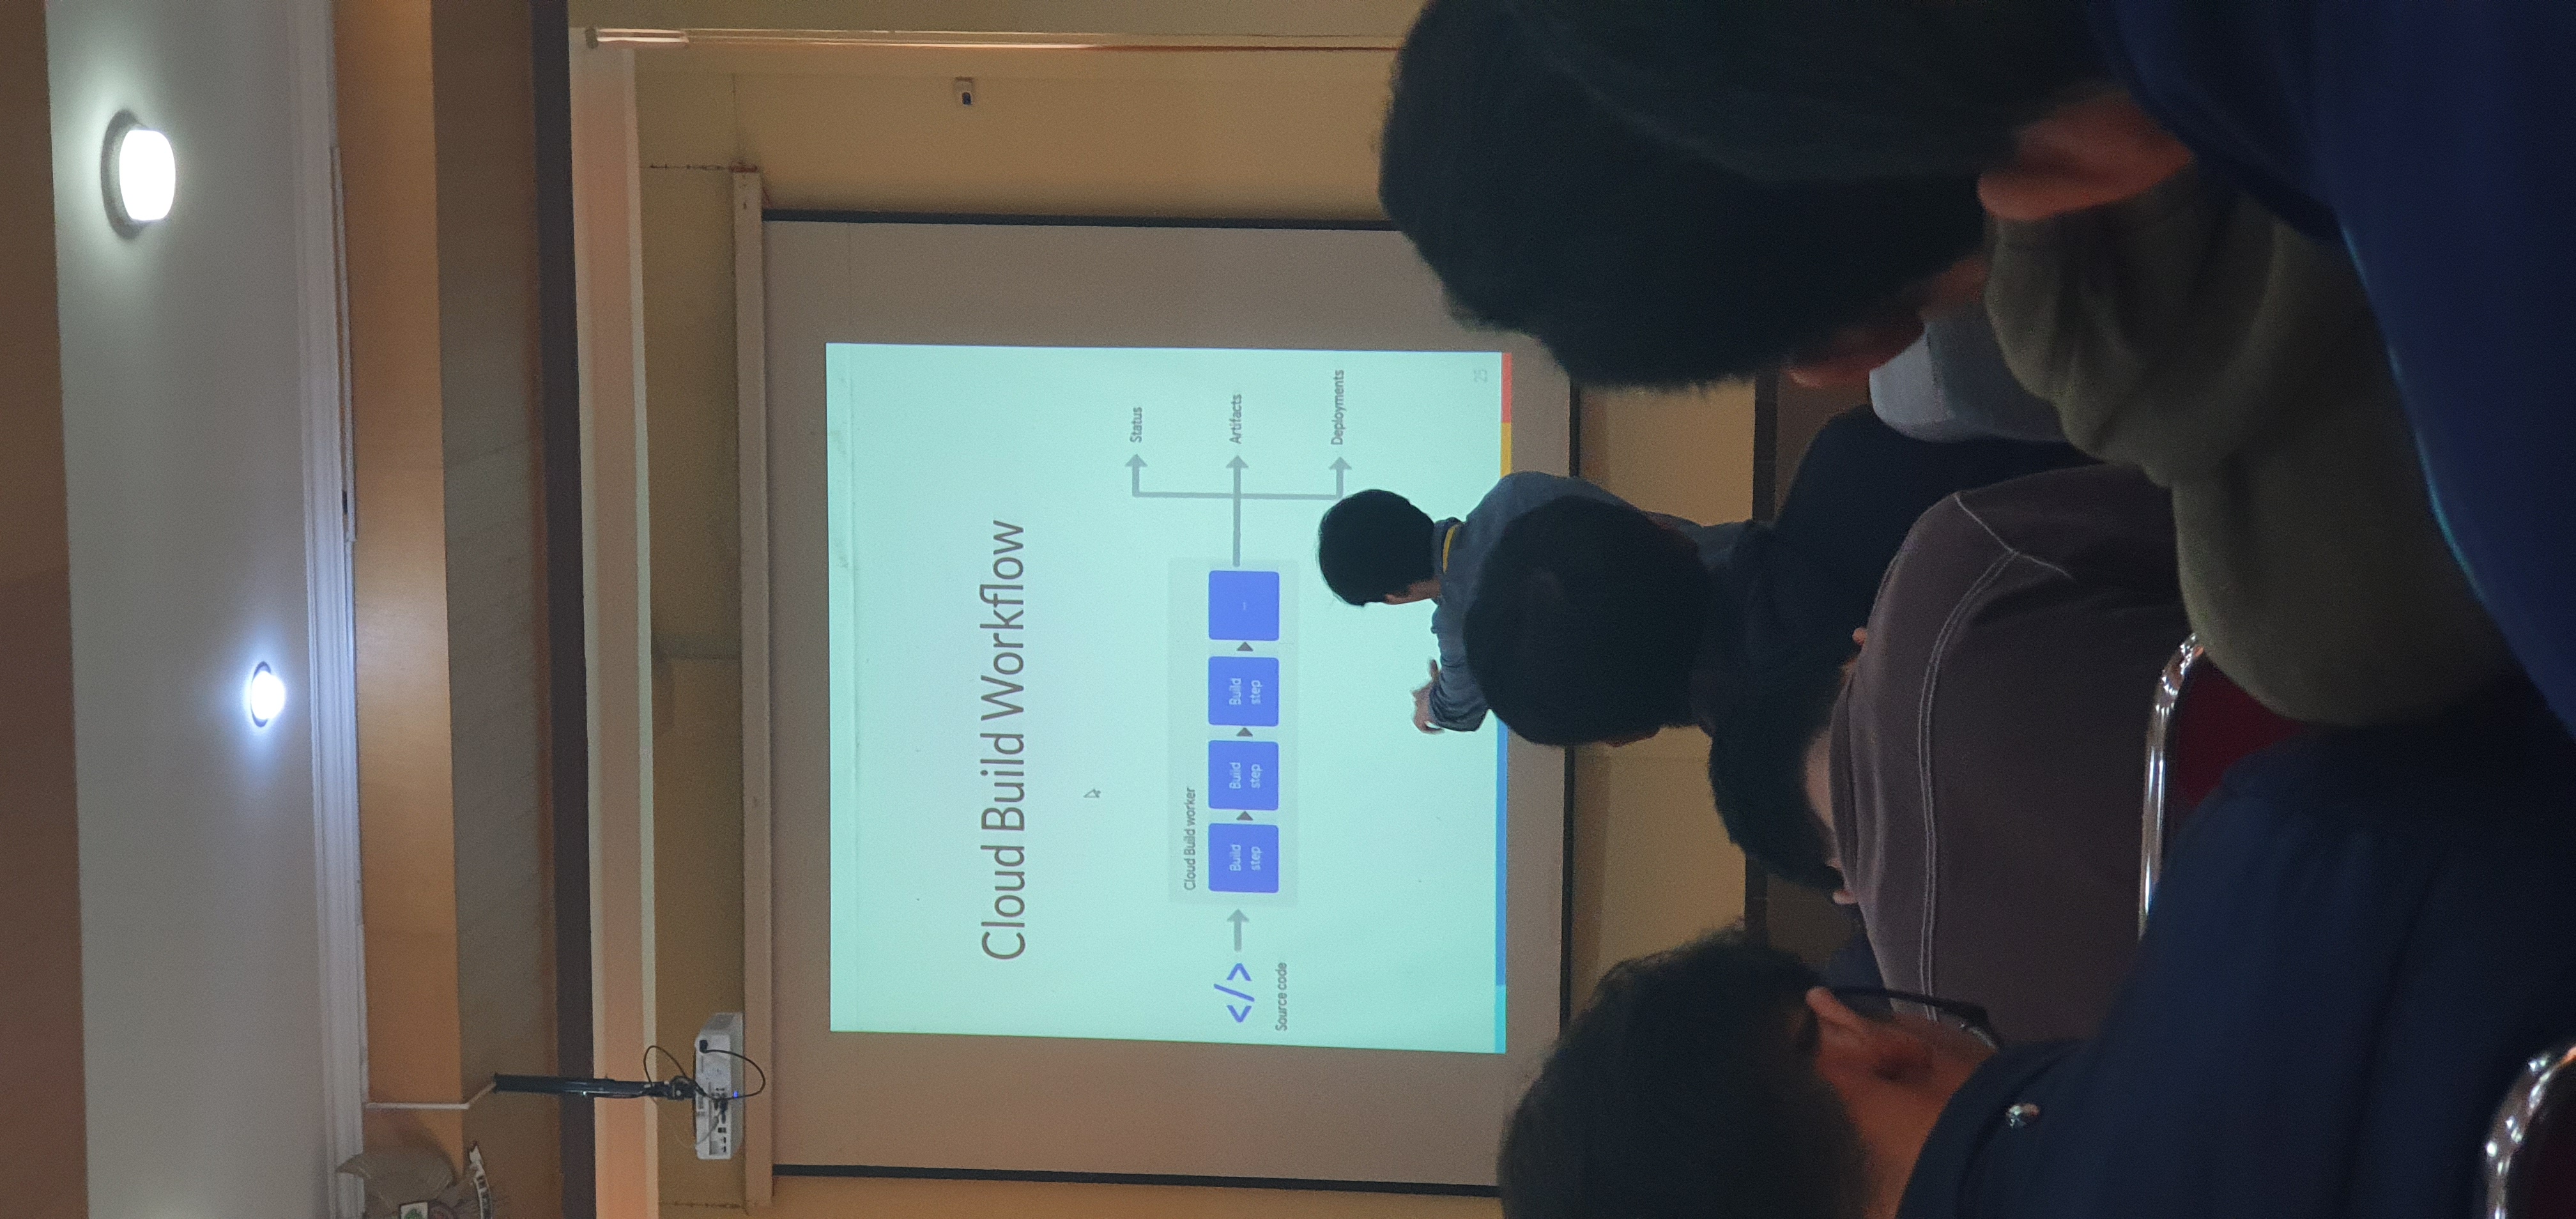 Cloud Build Workflow
Status
Cloud Build worker
Build
step
Build
step
Build
step
...
Artifacts
Source code
Deployments
25